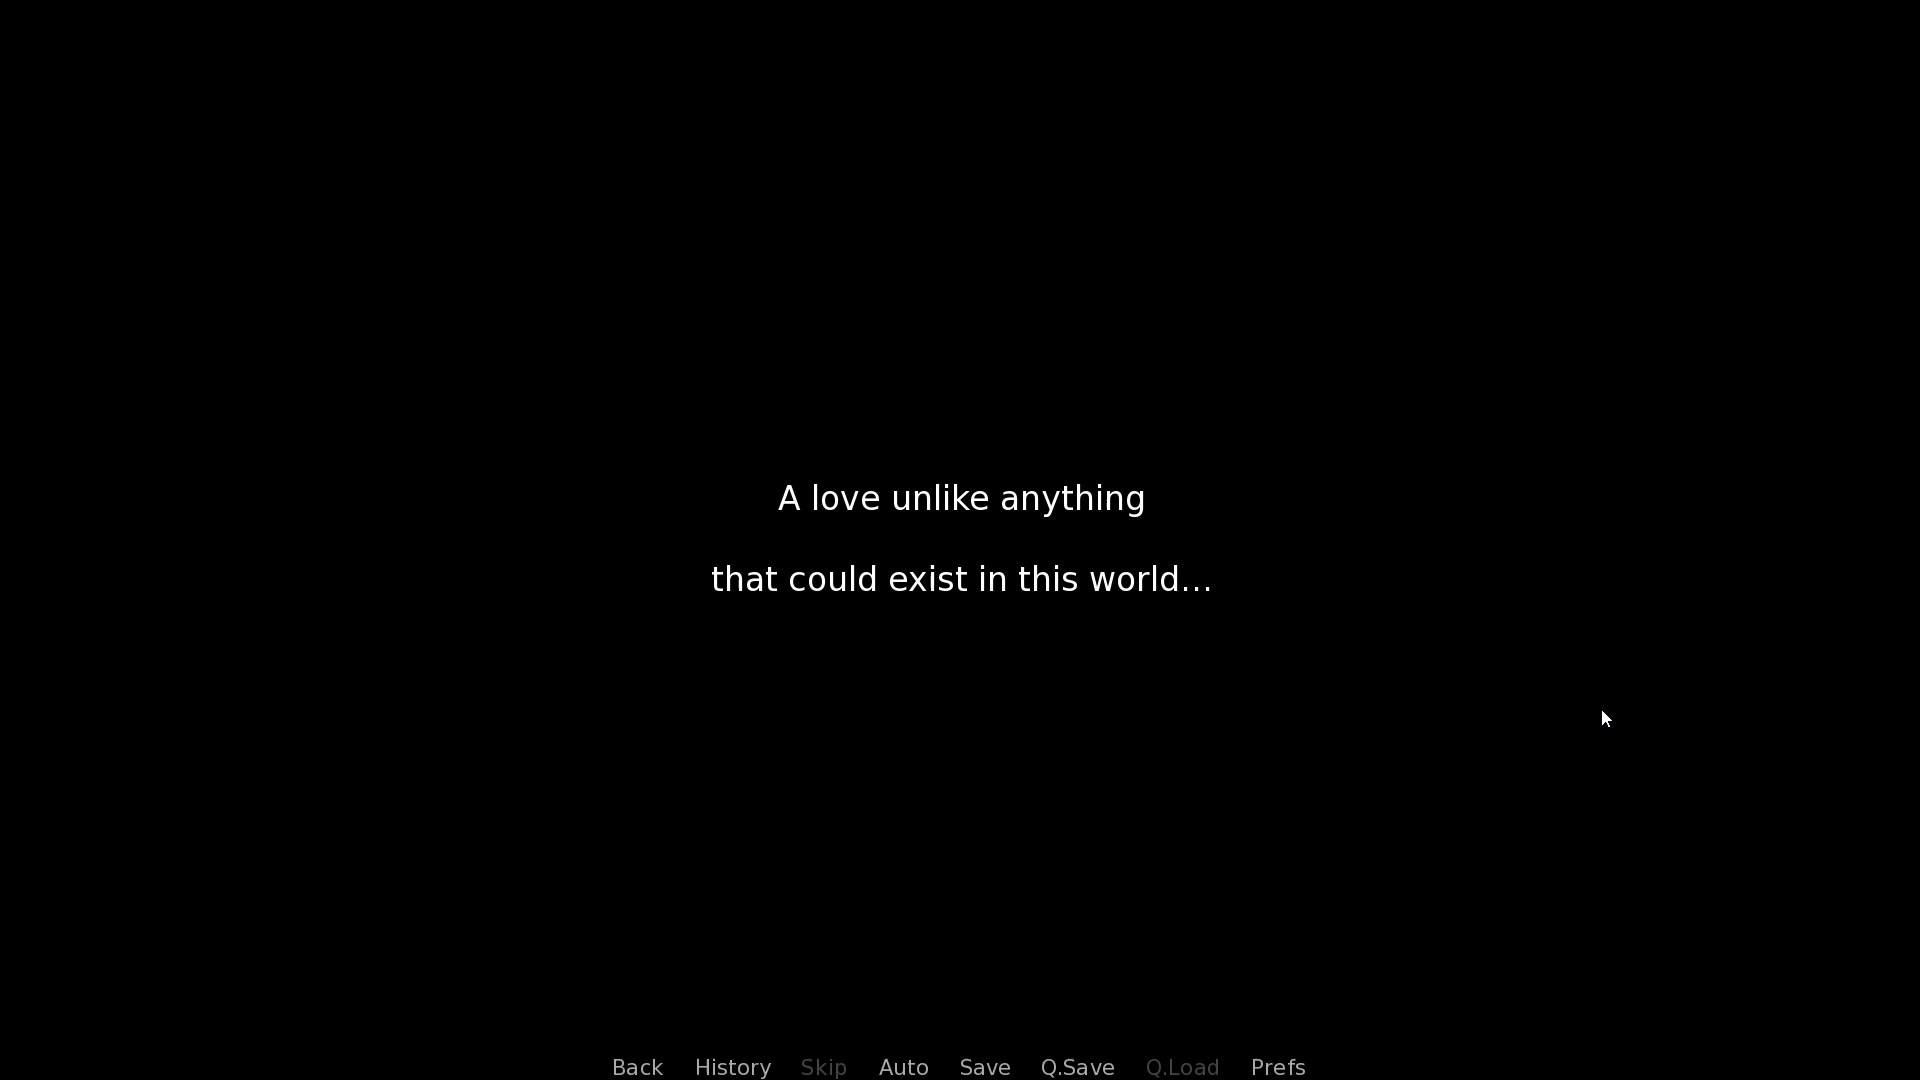 A love unlike anything
that could exist in this world...
Back History Skip Auto Save Q.Save Q.Load Prefs